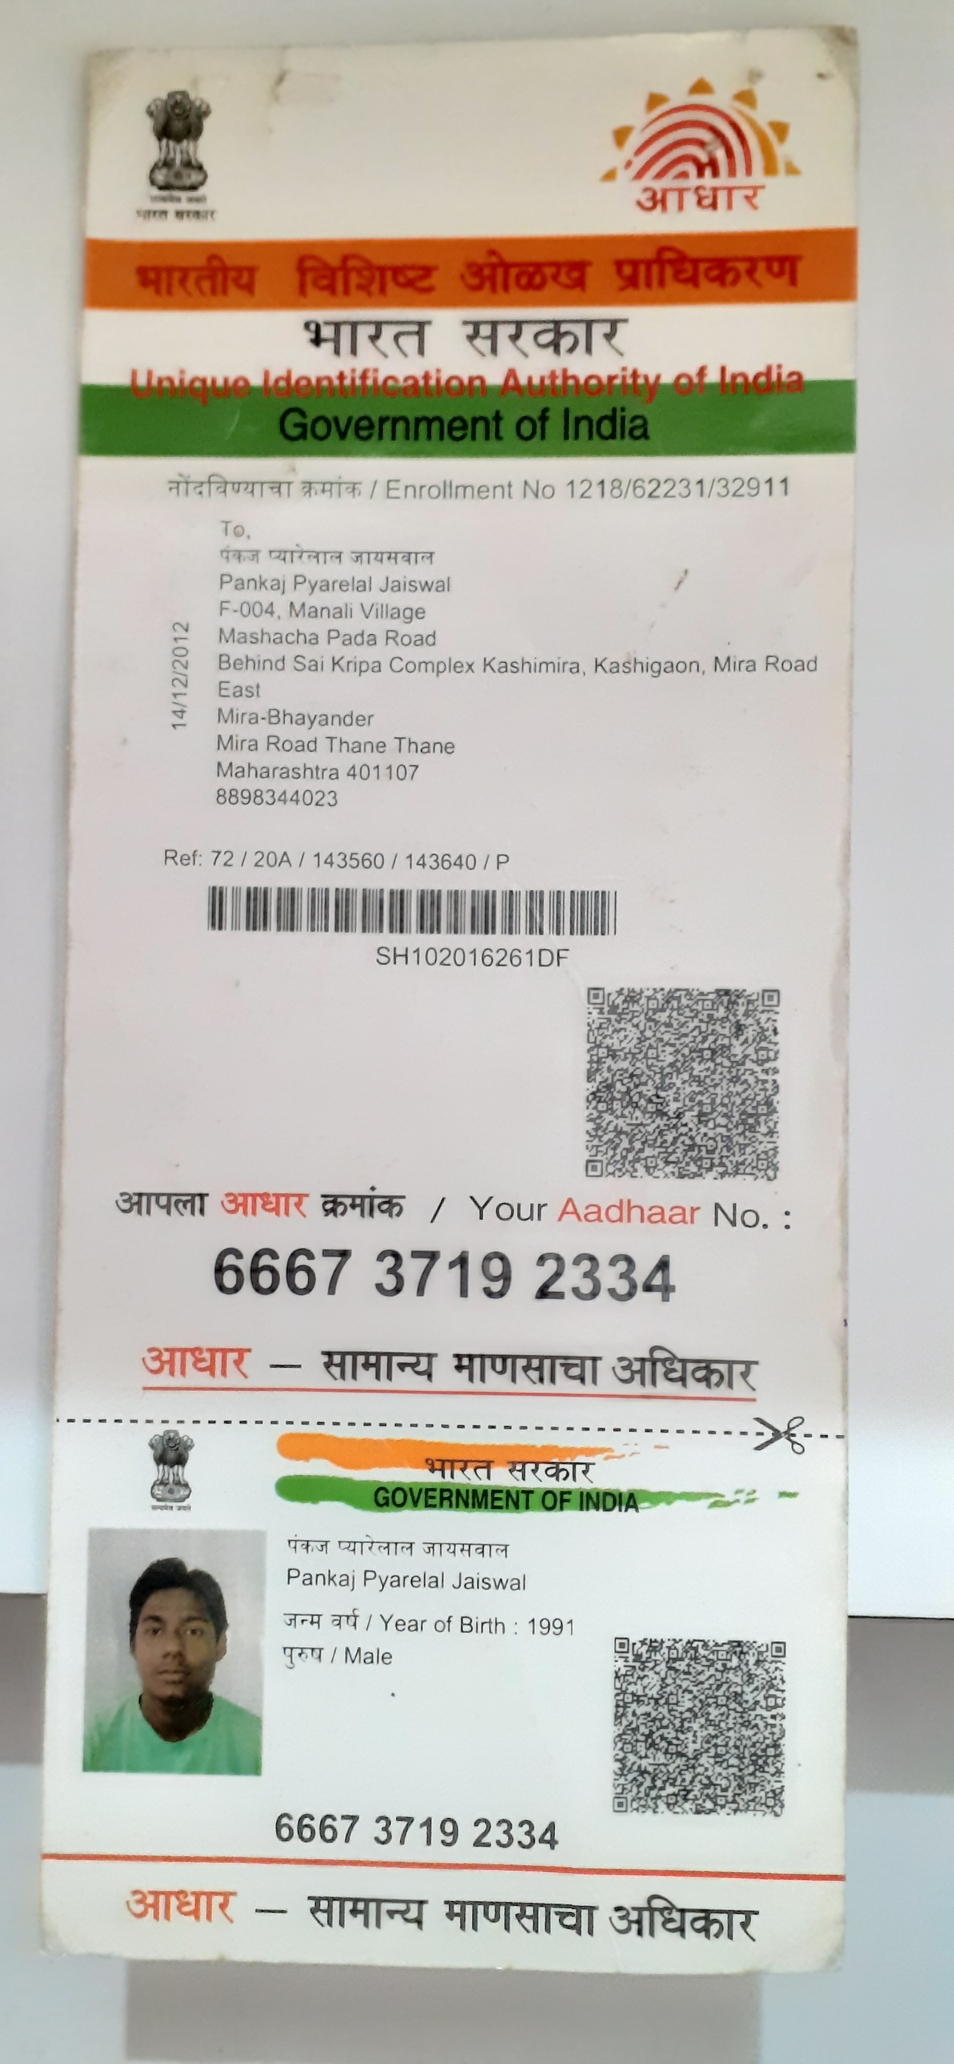 भारत सरकार
आधार
भारतीय विशिष्ट ओळख प्राधिकरण
भारत सरकार
Unique Identification Authority of India
Government of India
नोंदविण्याचा क्रमांक / Enrollment No 1218/62231/32911
To,
पंकज प्यारेलाल जायसवाल
Pankaj Pyarelal Jaiswal
F-004, Manali Village
Mashacha Pada Road
Behind Sai Kripa Complex Kashimira, Kashigaon, Mira Road
East
Mira-Bhayander
Mira Road Thane Thane
Maharashtra 401107
8898344023
14/12/2012
Ref: 72 / 20A / 143560 / 143640 / P
SH102016261DF
आपला आधार क्रमांक / Your Aadhaar No. :
6667 3719 2334
आधार – सामान्य माणसाचा अधिकार
भारत सरकार
GOVERNMENT OF INDIA
पंकज प्यारेलाल जायसवाल
Pankaj Pyarelal Jaiswal
जन्म वर्ष / Year of Birth : 1991
पुरुष / Male
6667 3719 2334
आधार – सामान्य माणसाचा अधिकार